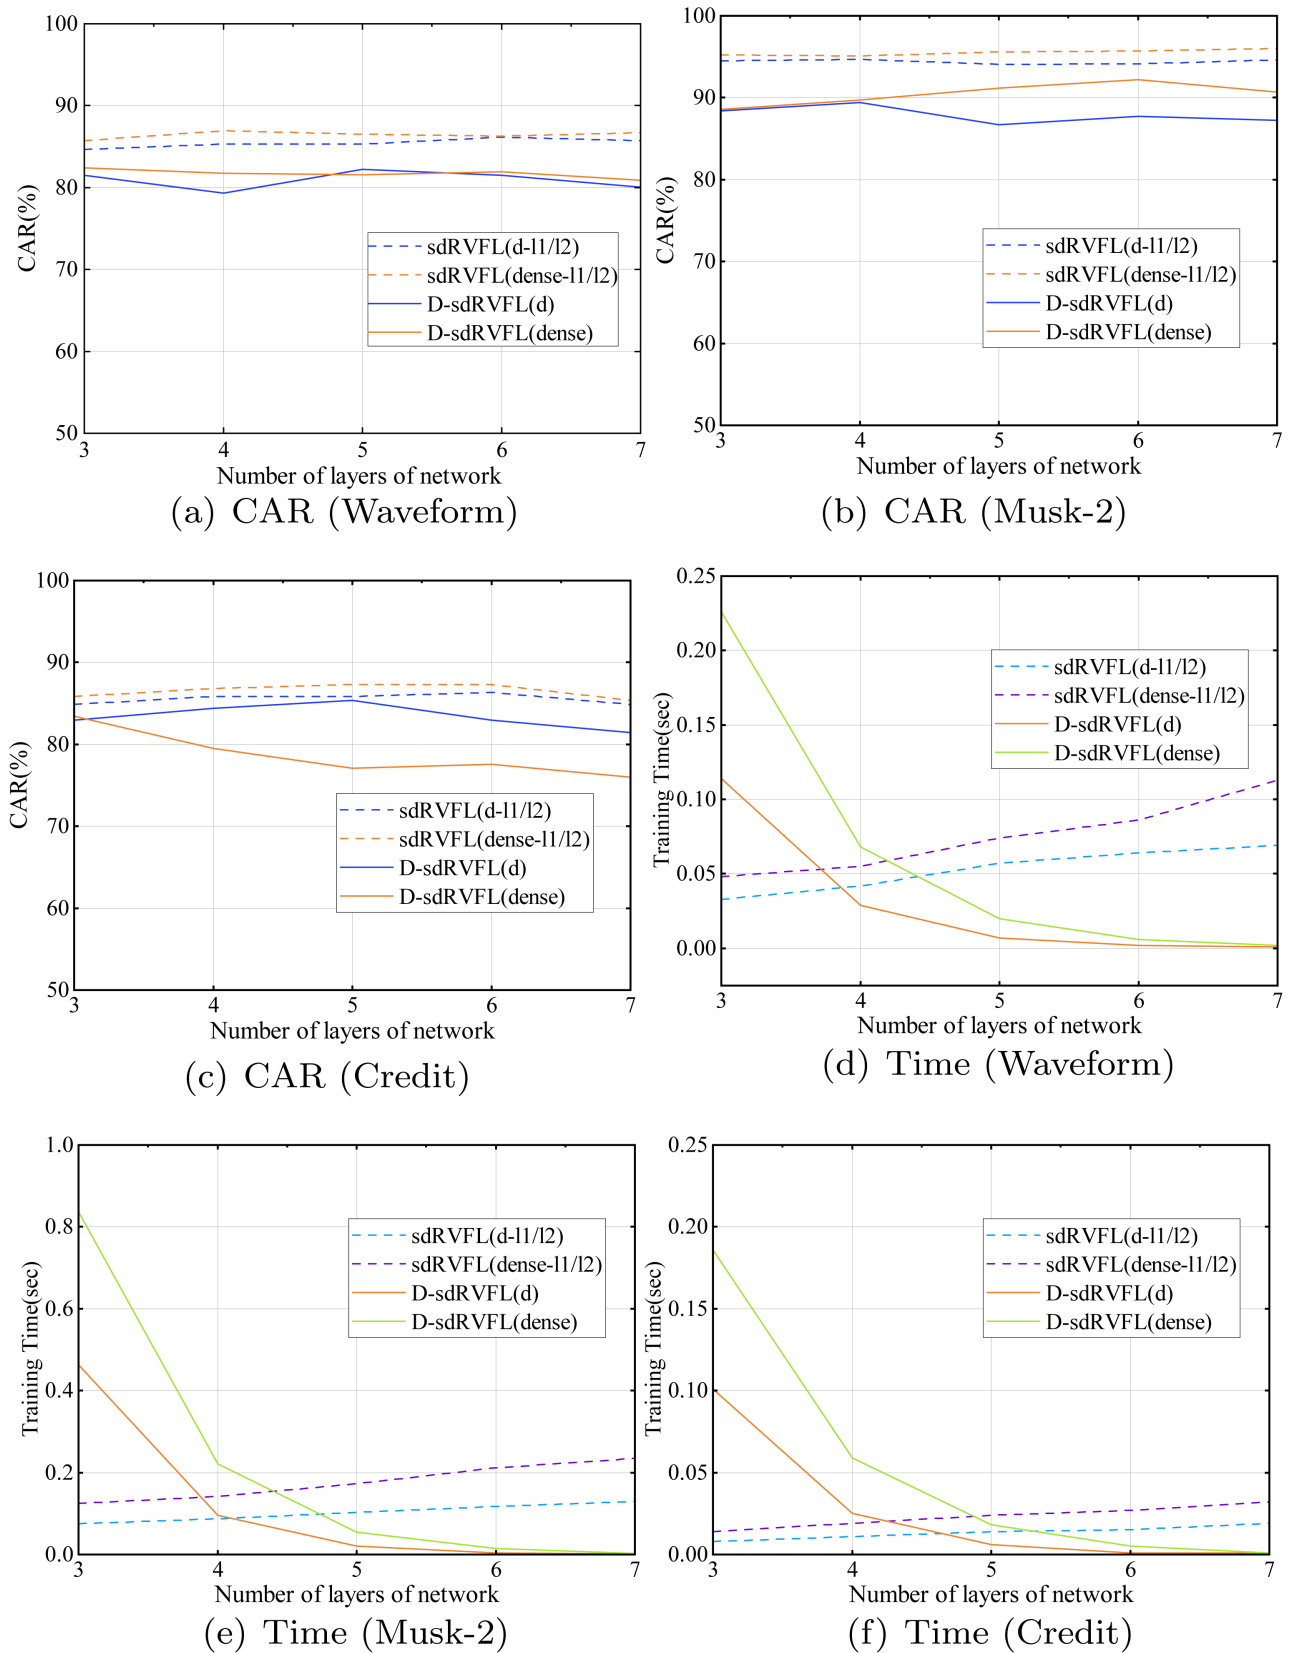 100
90
80
70
60
50
CAR(%)
sdRVFL(d-l1/l2)
sdRVFL(dense-l1/l2)
D-sdRVFL(d)
D-sdRVFL(dense)
3 4 5 6 7
Number of layers of network
(a) CAR (Waveform)
100
90
80
70
60
50
CAR(%)
sdRVFL(d-l1/l2)
sdRVFL(dense-l1/l2)
D-sdRVFL(d)
D-sdRVFL(dense)
3 4 5 6 7
Number of layers of network
(b) CAR (Musk-2)
100
90
80
70
60
50
CAR(%)
sdRVFL(d-l1/l2)
sdRVFL(dense-l1/l2)
D-sdRVFL(d)
D-sdRVFL(dense)
3 4 5 6 7
Number of layers of network
(c) CAR (Credit)
0.25
0.20
0.15
0.10
0.05
0.00
Training Time(sec)
sdRVFL(d-l1/l2)
sdRVFL(dense-l1/l2)
D-sdRVFL(d)
D-sdRVFL(dense)
3 4 5 6 7
Number of layers of network
(d) Time (Waveform)
1.0
0.8
0.6
0.4
0.2
0.0
Training Time(sec)
sdRVFL(d-l1/l2)
sdRVFL(dense-l1/l2)
D-sdRVFL(d)
D-sdRVFL(dense)
3 4 5 6 7
Number of layers of network
(e) Time (Musk-2)
0.25
0.20
0.15
0.10
0.05
0.00
Training Time(sec)
sdRVFL(d-l1/l2)
sdRVFL(dense-l1/l2)
D-sdRVFL(d)
D-sdRVFL(dense)
3 4 5 6 7
Number of layers of network
(f) Time (Credit)